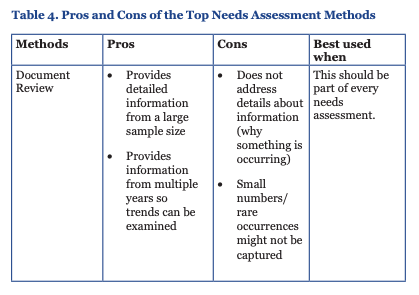 Table 4. Pros and Cons of the Top Needs Assessment Methods
Methods
Pros
Cons
Best used
when
Document
Review
• Provides
detailed
information
from a large
sample size
• Provides
information
from multiple
years so
trends can be
examined
• Does not
address
details about
information
(why
something is
occurring)
• Small
numbers/
rare
occurrences
might not be
captured
This should be
part of every
needs
assessment.